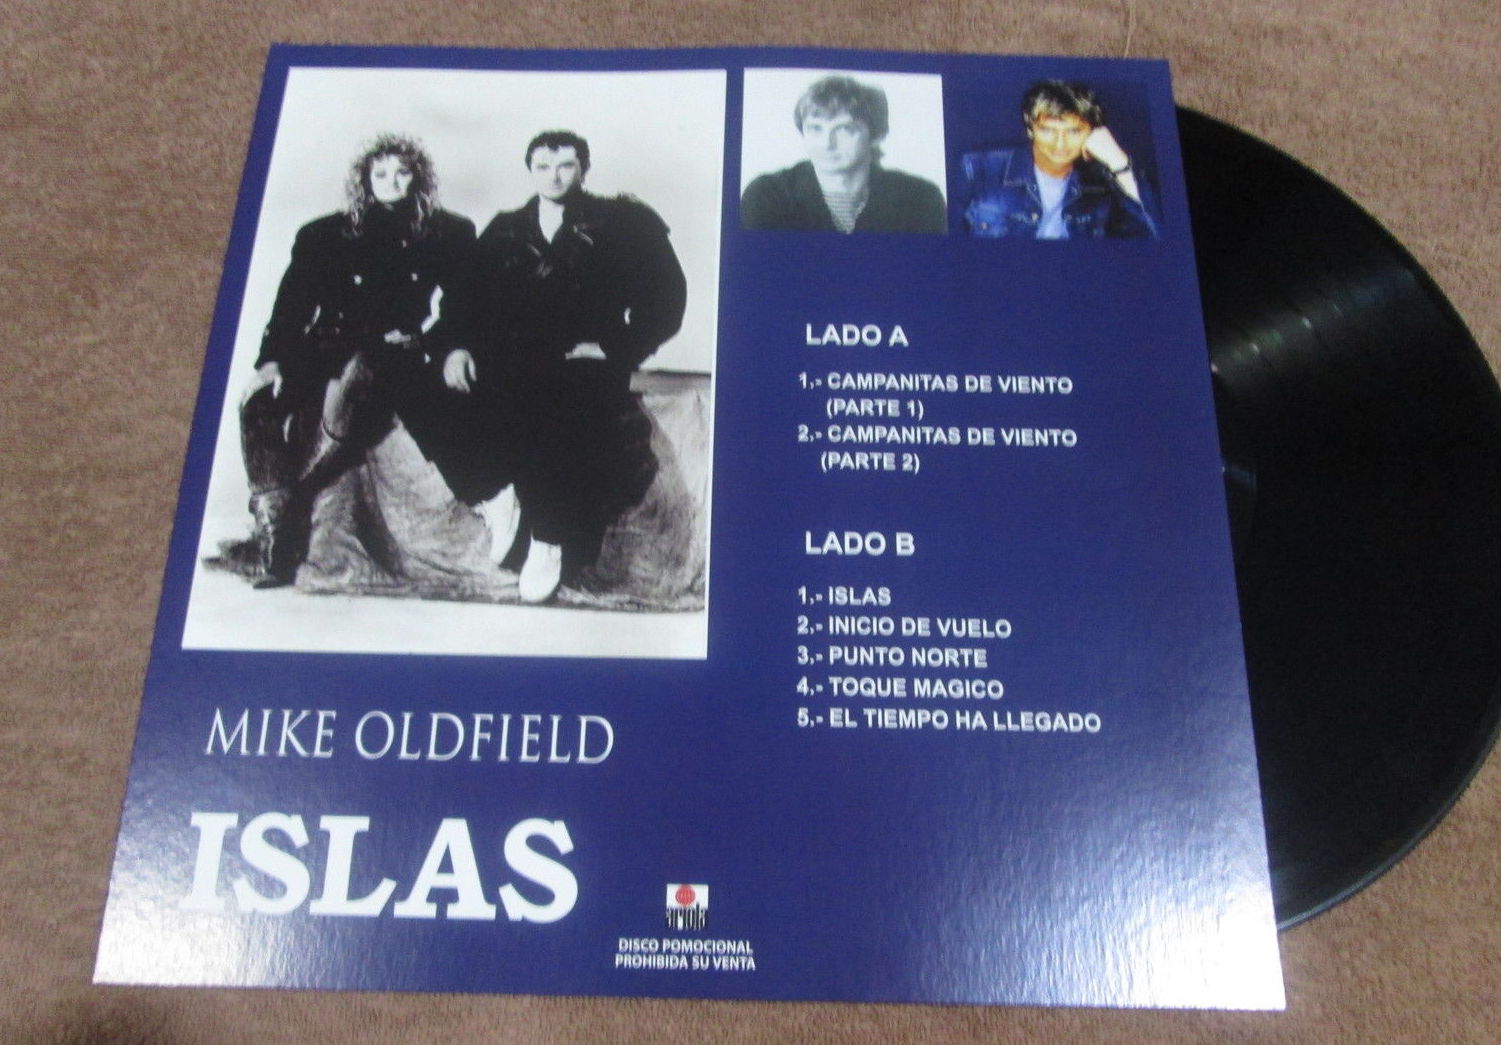 LADO A
1,- CAMPANITAS DE VIENTO
(PARTE 1)
2,- CAMPANITAS DE VIENTO
(PARTE 2)
LADO B
1,- ISLAS
2,- INICIO DE VUELO
3,- PUNTO NORTE
4,- TOQUE MAGICO
5,- EL TIEMPO HA LLEGADO
MIKE OLDFIELD
ISLAS
ariola
DISCO POMOCIONAL
PROHIBIDA SU VENTA